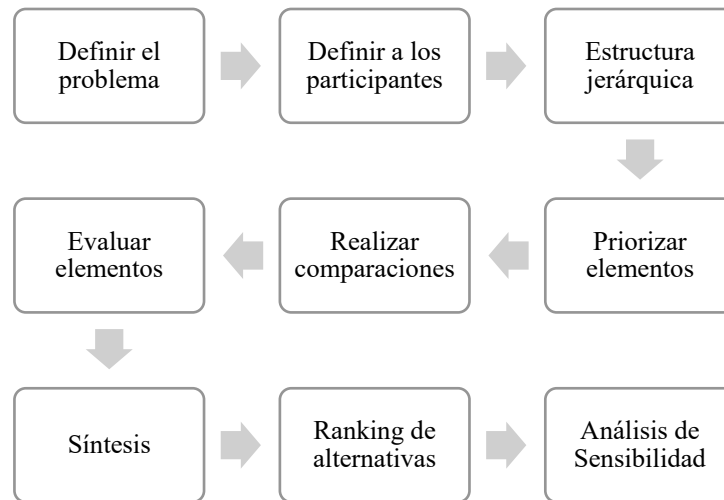 Definir el
problema
Definir a los
participantes
Estructura
jerárquica
Priorizar
elementos
Realizar
comparaciones
Evaluar
elementos
Síntesis
Ranking de
alternativas
Análisis de
Sensibilidad